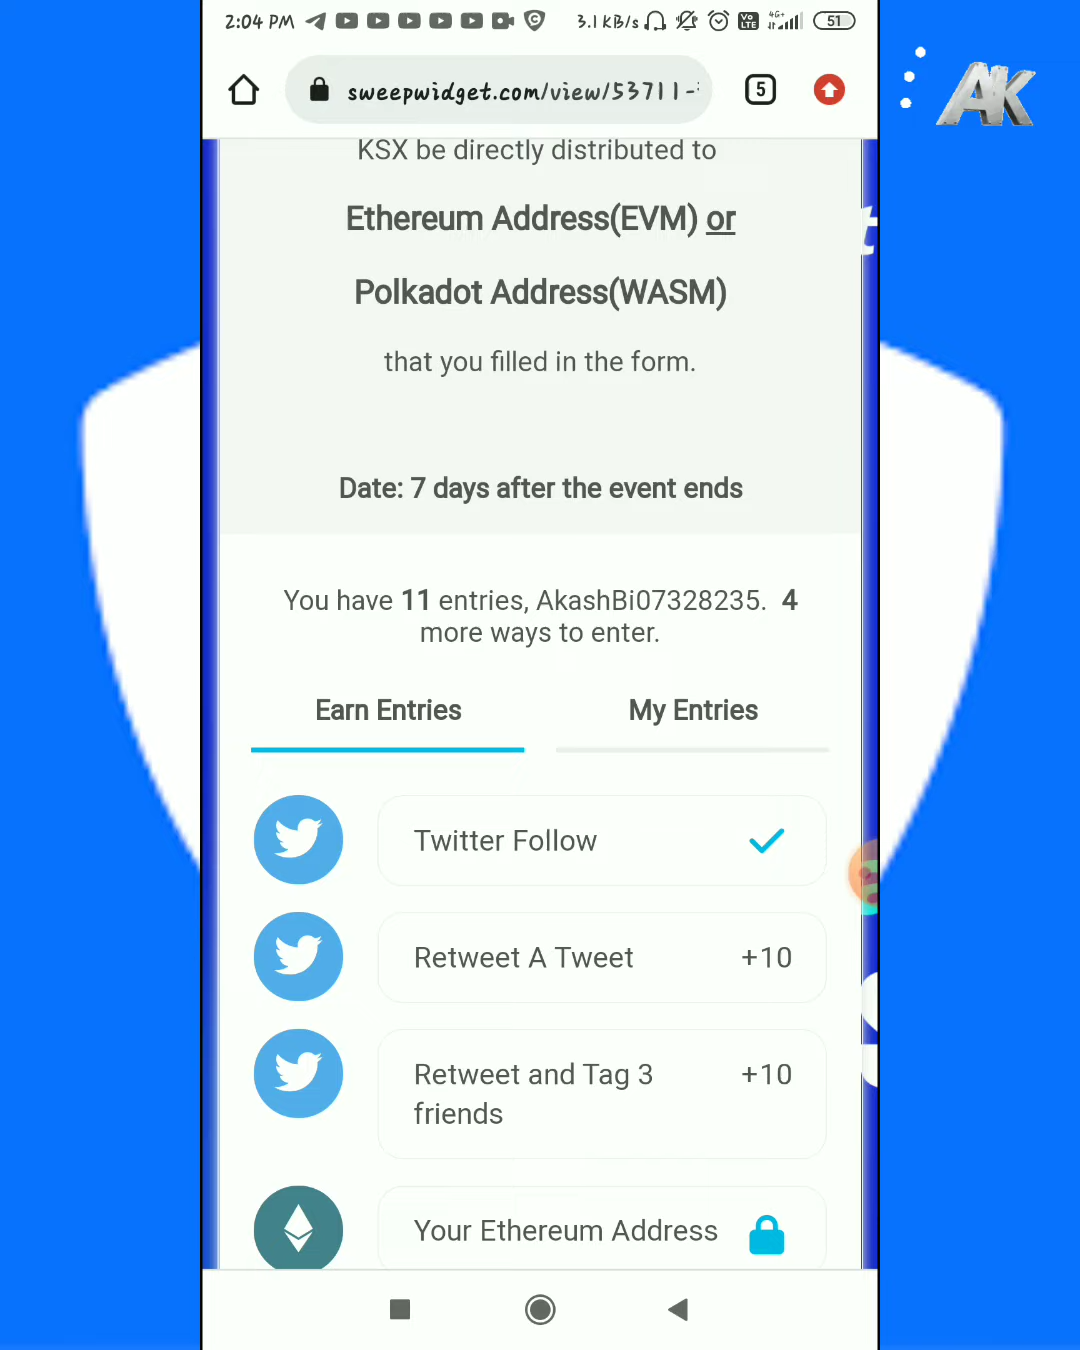 2:04 PM
3.1 KB/s
Vo LTE
4G+
51
sweepwidget.com/view/53711-
5
AK
KSX be directly distributed to
Ethereum Address(EVM) or
Polkadot Address(WASM)
that you filled in the form.
Date: 7 days after the event ends
You have 11 entries, AkashBi07328235. 4
more ways to enter.
Earn Entries
My Entries
Twitter Follow
Retweet A Tweet +10
Retweet and Tag 3 +10
friends
Your Ethereum Address